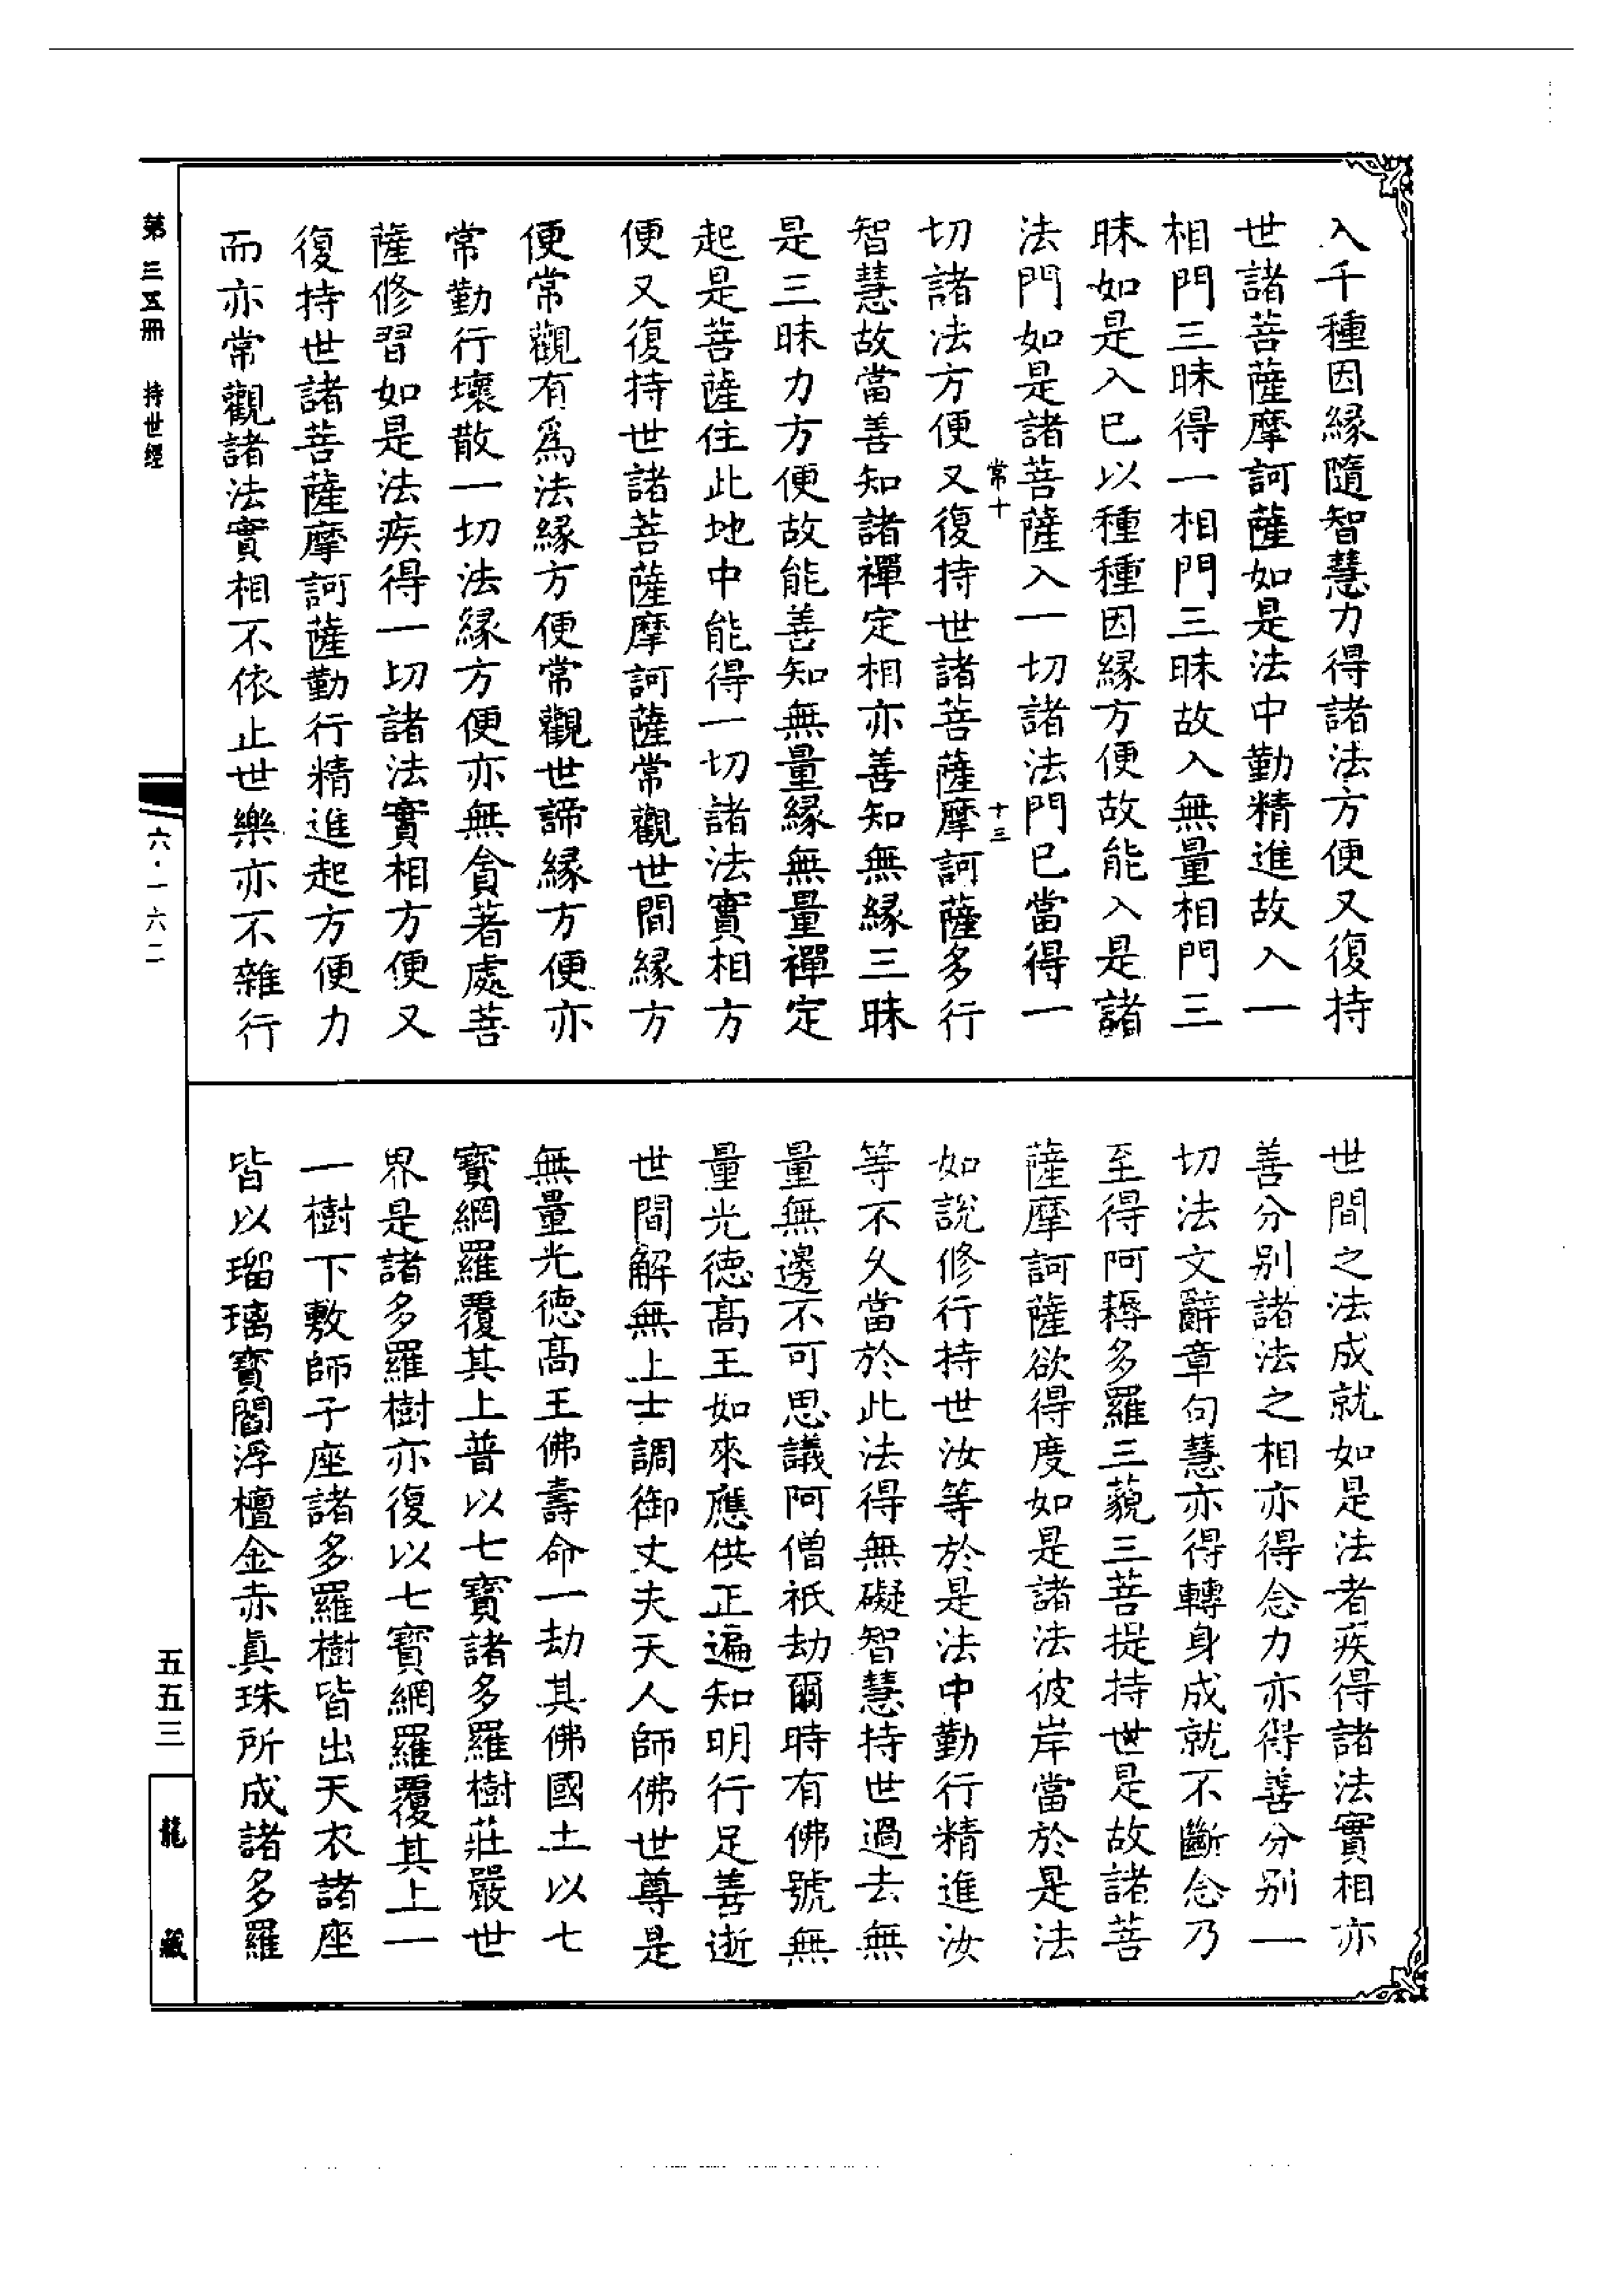 入千種因緣隨智慧力得諸法方便又復持
世諸菩薩摩訶薩如是法中勤精進故入一
相門三昧得一相門三昧故入無量相門三
昧如是入已以種種因緣方便故能入是諸
法門如是諸菩薩入一切諸法門已當得一
常十
十三
切諸法方便又復持世諸菩薩摩訶薩多行
智慧故當善知諸禪定相亦善知無緣三昧
是三昧力方便故能善知無量緣無量禪定
起是菩薩住此地中能得一切諸法實相方
便又復持世諸菩薩摩訶薩常觀世間緣方
便常觀有爲法緣方便常觀世諦緣方便亦
常勤行壞散一切法緣方便亦無貪著處菩
薩修習如是法疾得一切諸法實相方便又
復持世諸菩薩摩訶薩勤行精進起方便力
而亦常觀諸法實相不依止世樂亦不雜行
世間之法成就如是法者疾得諸法實相亦
善分別諸法之相亦得念力亦得善分別一
切法文辭章句慧亦得轉身成就不斷念乃
至得阿耨多羅三藐三菩提持世是故諸菩
薩摩訶薩欲得度如是諸法彼岸當於是法
如說修行持世汝等於是法中勤行精進汝
等不久當於此法得無礙智慧持世過去無
量無邊不可思議阿僧祇劫爾時有佛號無
量光德高王如來應供正遍知明行足善逝
世間解無上士調御丈夫天人師佛世尊是
無量光德高王佛壽命一劫其佛國土以七
寶網羅覆其上普以七寶諸多羅樹莊嚴世
界是諸多羅樹亦復以七寶網羅覆其上一
一樹下敷師子座諸多羅樹皆出天衣諸座
皆以瑠璃寶閻浮檀金赤眞珠所成諸多羅
第三五冊 持世經
六·一六二
五五三
龍藏